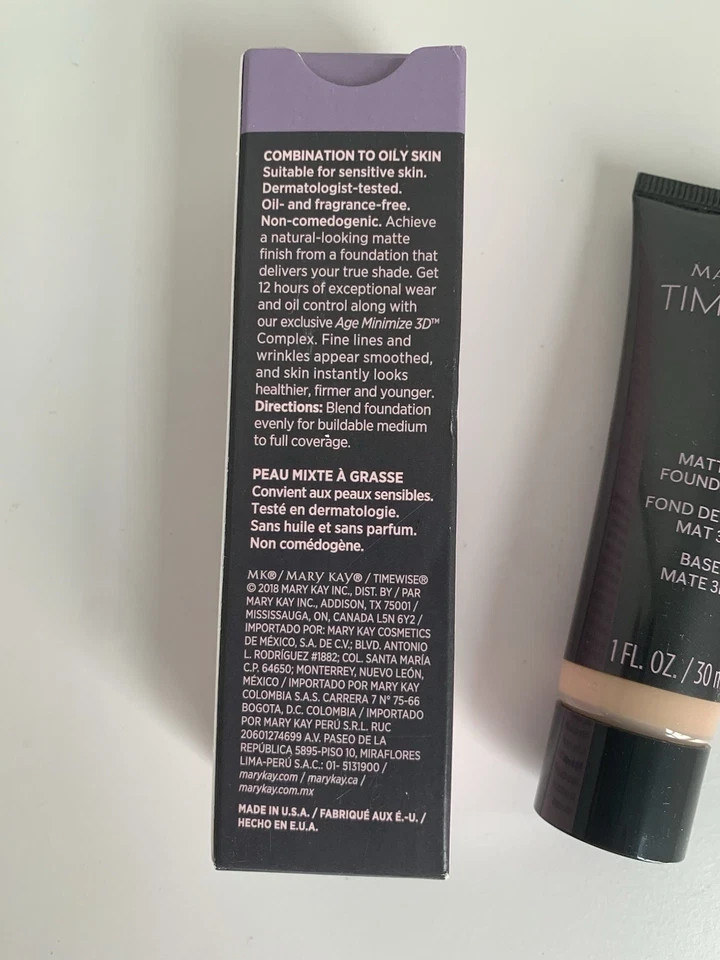 COMBINATION TO OILY SKIN
Suitable for sensitive skin.
Dermatologist-tested.
Oil- and fragrance-free.
Non-comedogenic. Achieve
a natural-looking matte
finish from a foundation that
delivers your true shade. Get
12 hours of exceptional wear
and oil control along with
our exclusive Age Minimize 3D™
Complex. Fine lines and
wrinkles appear smoothed,
and skin instantly looks
healthier, firmer and younger.
Directions: Blend foundation
evenly for buildable medium
to full coverage.
PEAU MIXTE À GRASSE
Convient aux peaux sensibles.
Testé en dermatologie.
Sans huile et sans parfum.
Non comédogène.
MK® / MARY KAY® / TIMEWISE®
© 2018 MARY KAY INC., DIST. BY / PAR
MARY KAY INC., ADDISON, TX 75001 /
MISSISSAUGA, ON, CANADA L5N 6Y2 /
IMPORTADO POR: MARY KAY COSMETICS
DE MÉXICO, S.A. DE C.V.; BLVD. ANTONIO
L. RODRÍGUEZ #1882; COL. SANTA MARÍA
C.P. 64650; MONTERREY, NUEVO LEÓN,
MÉXICO / IMPORTADO POR MARY KAY
COLOMBIA S.A.S. CARRERA 7 N° 75-66
BOGOTA, D.C. COLOMBIA / IMPORTADO
POR MARY KAY PERÚ S.R.L. RUC
20601274699 A.V. PASEO DE LA
REPÚBLICA 5895-PISO 10, MIRAFLORES
LIMA-PERÚ S.A.C.: 01- 5131900 /
marykay.com / marykay.ca /
marykay.com.mx
MADE IN U.S.A. / FABRIQUÉ AUX É.-U. /
HECHO EN E.U.A.
MA
TIM
MATT
FOUND
FOND DE
MAT 3
BASE
MATE 3
1 FL. OZ. / 30